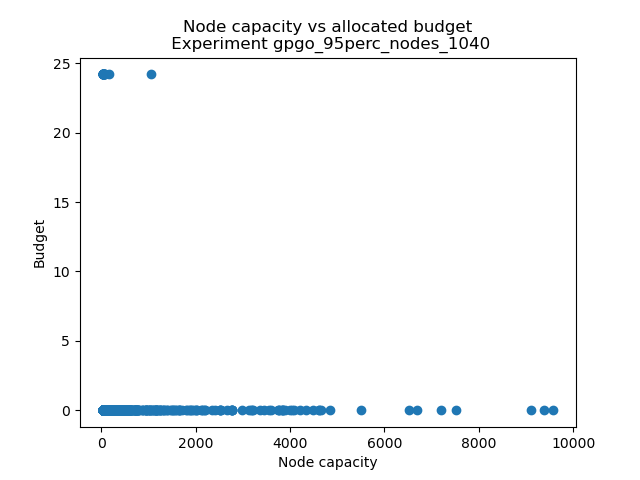 Node capacity vs allocated budget
Experiment gpgo_95perc_nodes_1040
25
20
15
10
5
0
Budget
0 2000 4000 6000 8000 10000
Node capacity